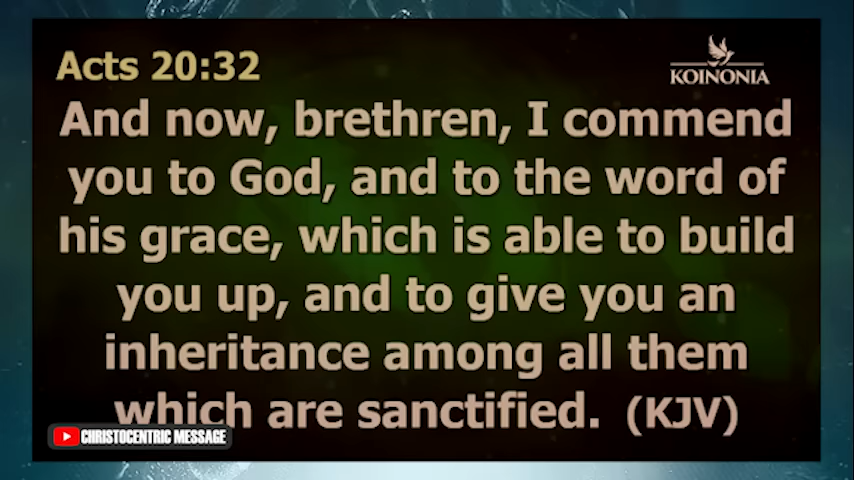 Acts 20:32
KOINONIA
And now, brethren, I commend
you to God, and to the word of
his grace, which is able to build
you up, and to give you an
inheritance among all them
which are sanctified. (KJV)
CHRISTOCENTRIC MESSAGE